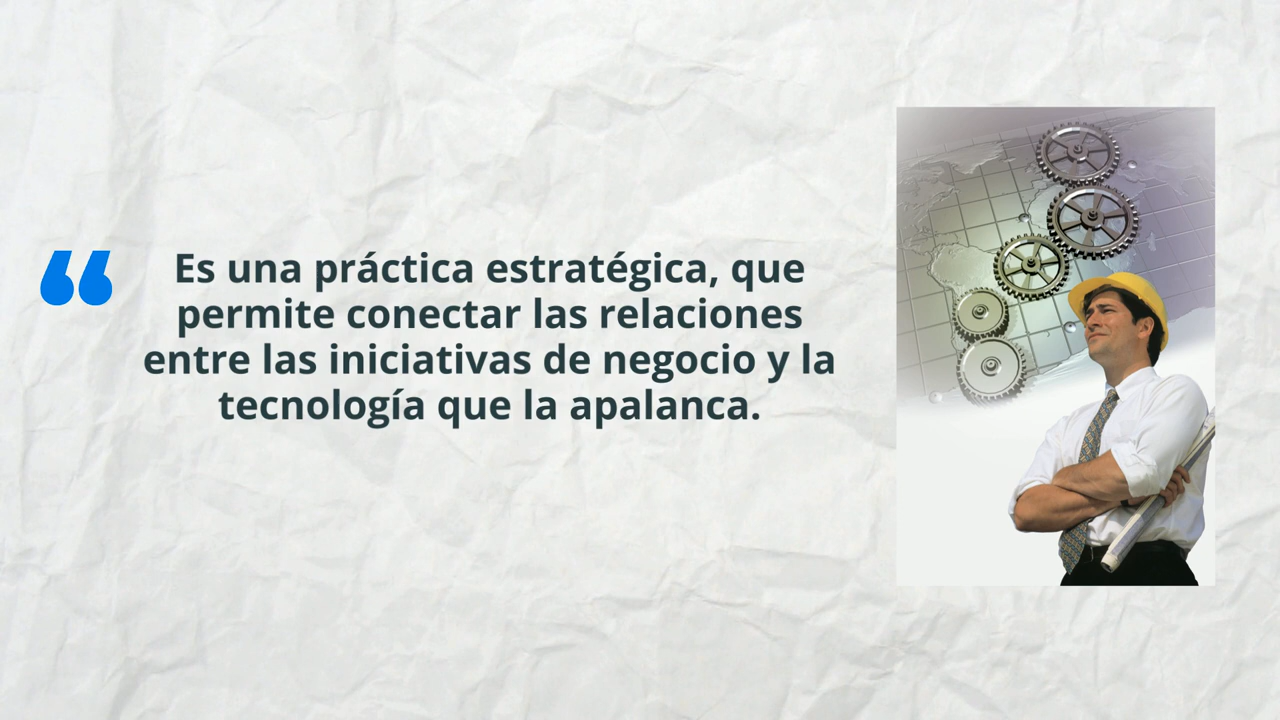 “
Es una práctica estratégica, que
permite conectar las relaciones
entre las iniciativas de negocio y la
tecnología que la apalanca.